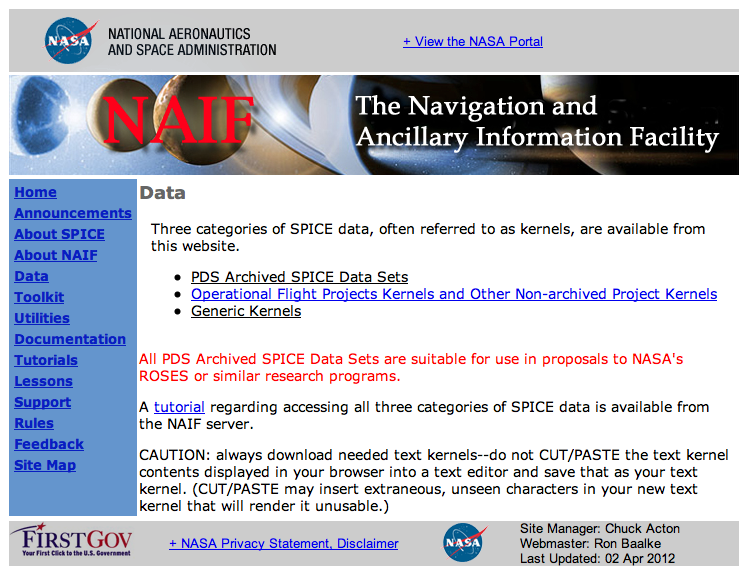 NASA
NATIONAL AERONAUTICS
AND SPACE ADMINISTRATION
+ View the NASA Portal
NAIF
The Navigation and
Ancillary Information Facility
Home
Announcements
About SPICE
About NAIF
Data
Toolkit
Utilities
Documentation
Tutorials
Lessons
Support
Rules
Feedback
Site Map
Data
Three categories of SPICE data, often referred to as kernels, are available from
this website.
• PDS Archived SPICE Data Sets
• Operational Flight Projects Kernels and Other Non-archived Project Kernels
• Generic Kernels
All PDS Archived SPICE Data Sets are suitable for use in proposals to NASA's
ROSES or similar research programs.
A tutorial regarding accessing all three categories of SPICE data is available from
the NAIF server.
CAUTION: always download needed text kernels--do not CUT/PASTE the text kernel
contents displayed in your browser into a text editor and save that as your text
kernel. (CUT/PASTE may insert extraneous, unseen characters in your new text
kernel that will render it unusable.)
FIRSTGOV
Your First Click to the U.S. Government
+ NASA Privacy Statement, Disclaimer
NASA
Site Manager: Chuck Acton
Webmaster: Ron Baalke
Last Updated: 02 Apr 2012